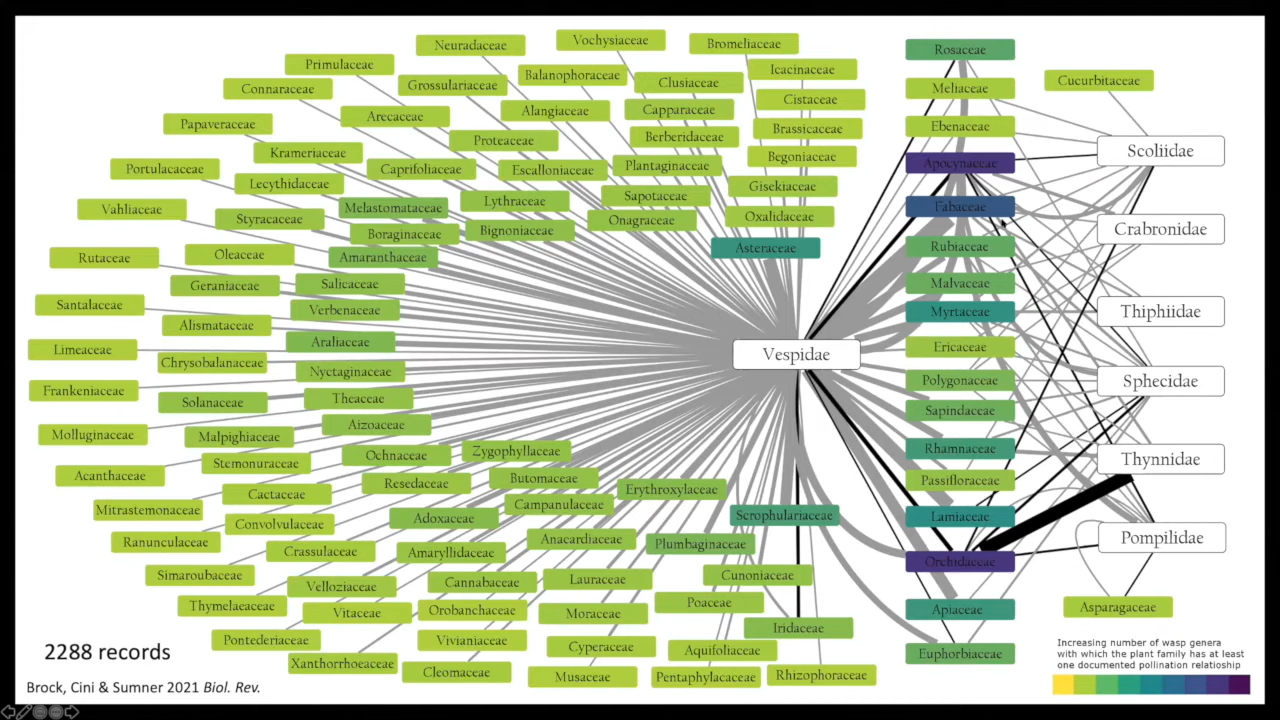 Neuradaceae
Vochysiaceae
Bromeliaceae
Rosaceae
Primulaceae
Icacinaceae
Balanophoraceae
Clusiaceae
Cucurbitaceae
Connaraceae
Grossulariaceae
Meliaceae
Cistaceae
Alangiaceae
Capparaceae
Arecaceae
Papaveraceae
Brassicaceae
Ebenaceae
Proteaceae
Berberidaceae
Scoliidae
Krameriaceae
Begoniaceae
Apocynaceae
Portulacaceae
Caprifoliaceae
Escalloniaceae
Plantaginaceae
Lecythidaceae
Gisekiaceae
Sapotaceae
Lythraceae
Melastomataceae
Fabaceae
Vahliaceae
Styracaceae
Onagraceae
Oxalidaceae
Boraginaceae
Bignoniaceae
Crabronidae
Asteraceae
Rubiaceae
Rutaceae
Oleaceae
Amaranthaceae
Geraniaceae
Salicaceae
Malvaceae
Santalaceae
Verbenaceae
Myrtaceae
Thiphiidae
Alismataceae
Araliaceae
Limeaceae
Vespidae
Ericaceae
Chrysobalanaceae
Nyctaginaceae
Polygonaceae
Sphecidae
Frankeniaceae
Solanaceae
Theaceae
Sapindaceae
Aizoaceae
Molluginaceae
Malpighiaceae
Rhamnaceae
Ochnaceae
Zygophyllaceae
Thynnidae
Stemonuraceae
Acanthaceae
Resedaceae
Butomaceae
Erythroxylaceae
Passifloraceae
Cactaceae
Mitrastemonaceae
Campanulaceae
Scrophulariaceae
Lamiaceae
Convolvulaceae
Adoxaceae
Ranunculaceae
Crassulaceae
Amaryllidaceae
Anacardiaceae
Plumbaginaceae
Pompilidae
Orchidaceae
Simaroubaceae
Velloziaceae
Cannabaceae
Lauraceae
Cunoniaceae
Thymelaeaceae
Vitaceae
Orobanchaceae
Moraceae
Poaceae
Apiaceae
Asparagaceae
Iridaceae
Pontederiaceae
Vivianiaceae
Cyperaceae
Aquifoliaceae
Euphorbiaceae
Xanthorrhoeaceae
Cleomaceae
Musaceae
Pentaphylacaceae
Rhizophoraceae
Increasing number of wasp genera
with which the plant family has at least
one documented pollination relatioship
2288 records
Brock, Cini & Sumner 2021 Biol. Rev.